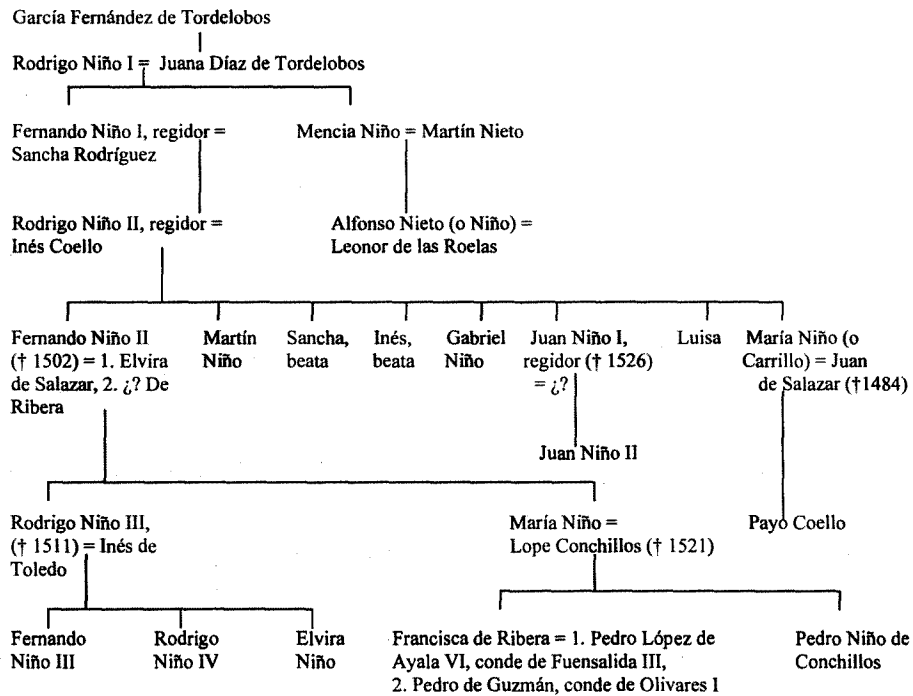 García Fernández de Tordelobos
Rodrigo Niño I = Juana Díaz de Tordelobos
Fernando Niño I, regidor =
Sancha Rodríguez
Mencia Niño = Martín Nieto
Rodrigo Niño II, regidor =
Inés Coello
Alfonso Nieto (o Niño) =
Leonor de las Roelas
Fernando Niño II
(† 1502) = 1. Elvira
de Salazar, 2. ¿? De
Ribera
Martín
Niño
Sancha,
beata
Inés,
beata
Gabriel
Niño
Juan Niño I,
regidor († 1526)
= ¿?
Luisa
María Niño (o
Carrillo) = Juan
de Salazar (†1484)
Juan Niño II
Rodrigo Niño III,
(† 1511) = Inés de
Toledo
María Niño =
Lope Conchillos († 1521)
Payo Coello
Fernando
Niño III
Rodrigo
Niño IV
Elvira
Niño
Francisca de Ribera = 1. Pedro López de
Ayala VI, conde de Fuensalida III,
2. Pedro de Guzmán, conde de Olivares I
Pedro Niño de
Conchillos